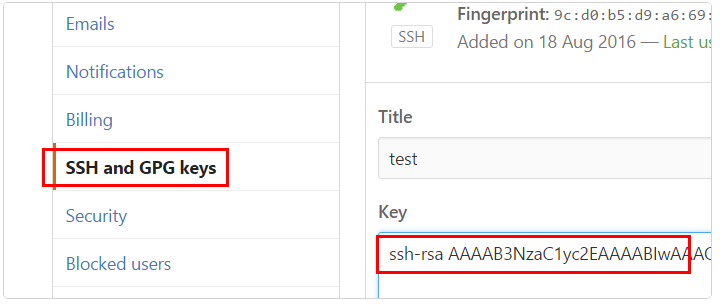 Emails
Notifications
Billing
SSH and GPG keys
Security
Blocked users
Fingerprint: 9c:d0:b5:d9:a6:69:
SSH
Added on 18 Aug 2016 — Last us
Title
test
Key
ssh-rsa AAAAB3NzaC1yc2EAAAABIwAAAC